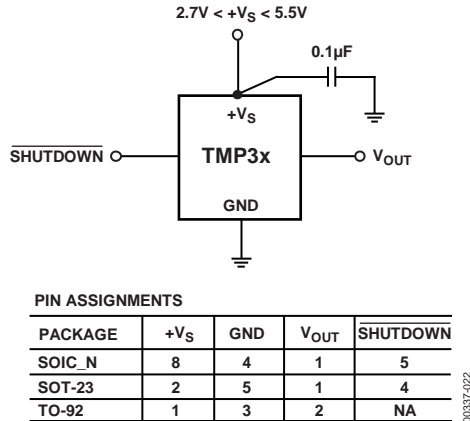 2.7V < +VS < 5.5V
0.1µF
+VS
SHUTDOWN
TMP3x
VOUT
GND
PIN ASSIGNMENTS
PACKAGE +VS GND VOUT SHUTDOWN
SOIC_N 8 4 1 5
SOT-23 2 5 1 4
TO-92 1 3 2 NA
00337-022